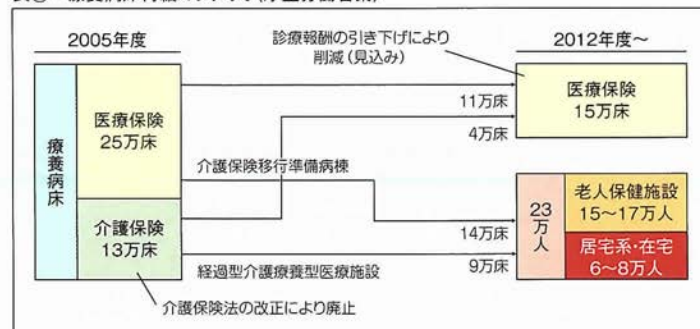 2005年度
診療報酬の引き下げにより
削減(見込み)
2012年度~
療養病床
医療保険
25万床
介護保険
13万床
11万床
4万床
医療保険
15万床
介護保険移行準備病棟
14万床
9万床
経過型介護療養型医療施設
23万人
老人保健施設
15~17万人
居宅系・在宅
6~8万人
介護保険法の改正により廃止